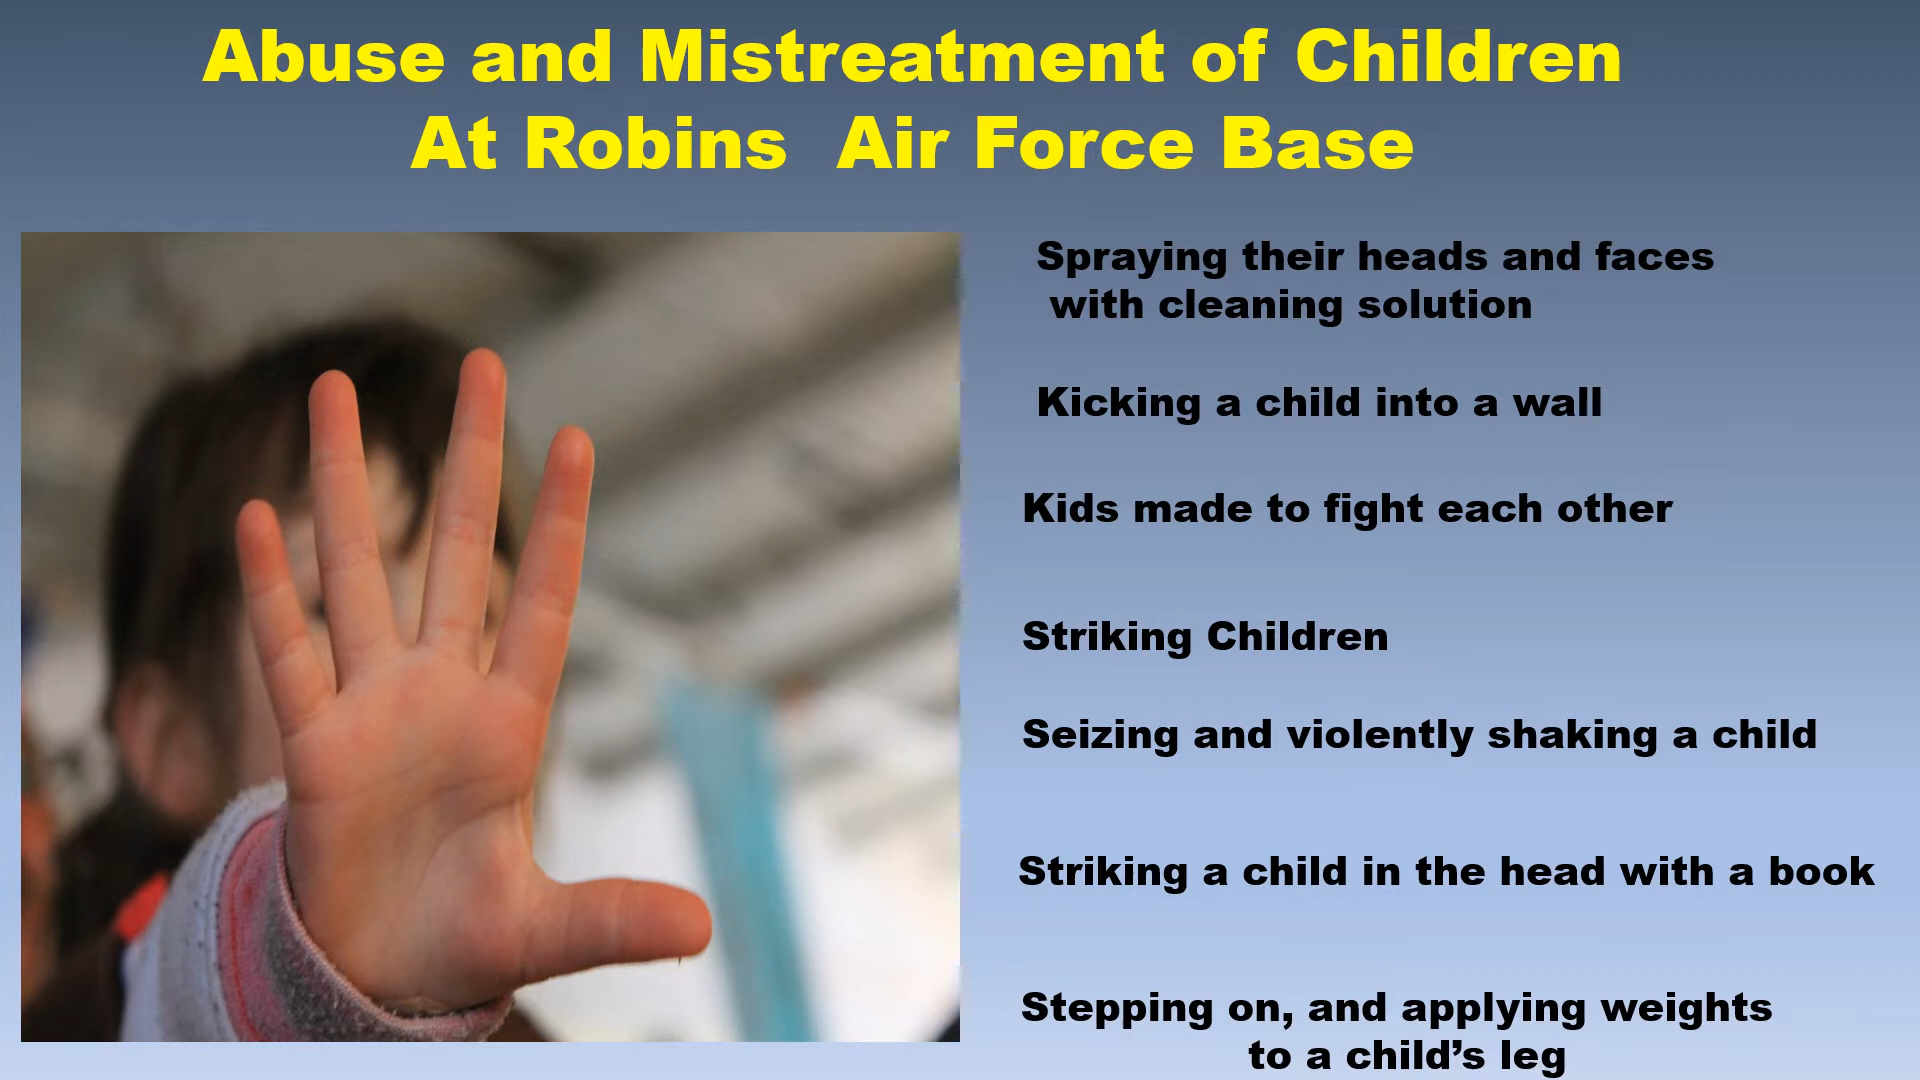 Abuse and Mistreatment of Children
At Robins Air Force Base
Spraying their heads and faces
with cleaning solution
Kicking a child into a wall
Kids made to fight each other
Striking Children
Seizing and violently shaking a child
Striking a child in the head with a book
Stepping on, and applying weights
to a child’s leg